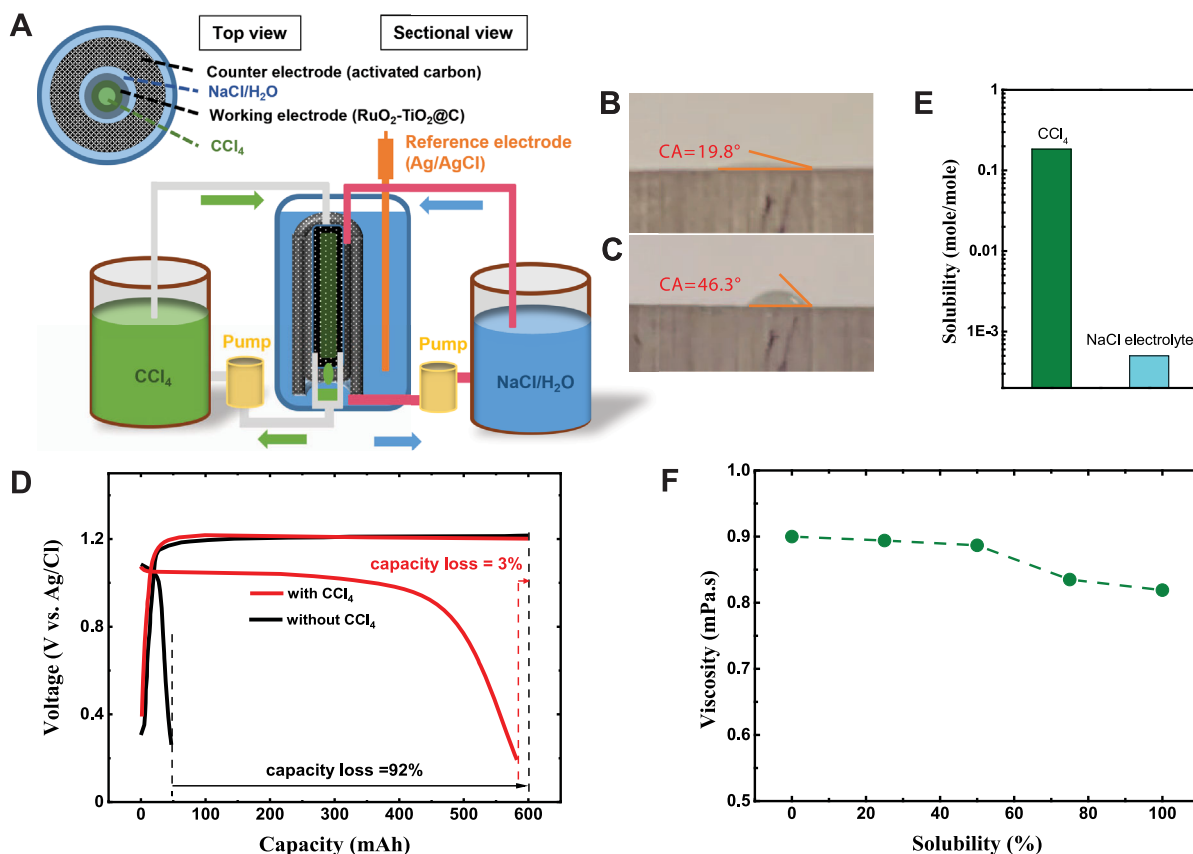 A
Top view
Sectional view
Counter electrode (activated carbon)
NaCl/H₂O
Working electrode (RuO₂-TiO₂@C)
CCl₄
Reference electrode
(Ag/AgCl)
Pump
Pump
CCl₄
NaCl/H₂O
B
CA=19.8°
C
CA=46.3°
E
1
0.1
0.01
1E-3
Solubility (mole/mole)
CCl₄
NaCl electrolyte
D
1.2
0.8
0.4
0
Voltage (V vs. Ag/Cl)
capacity loss = 3%
with CCl₄
without CCl₄
capacity loss =92%
0 100 200 300 400 500 600
Capacity (mAh)
F
1.0
0.9
0.8
0.9
0.6
0.5
Viscosity (mPa.s)
0 20 40 60 80 100
Solubility (%)